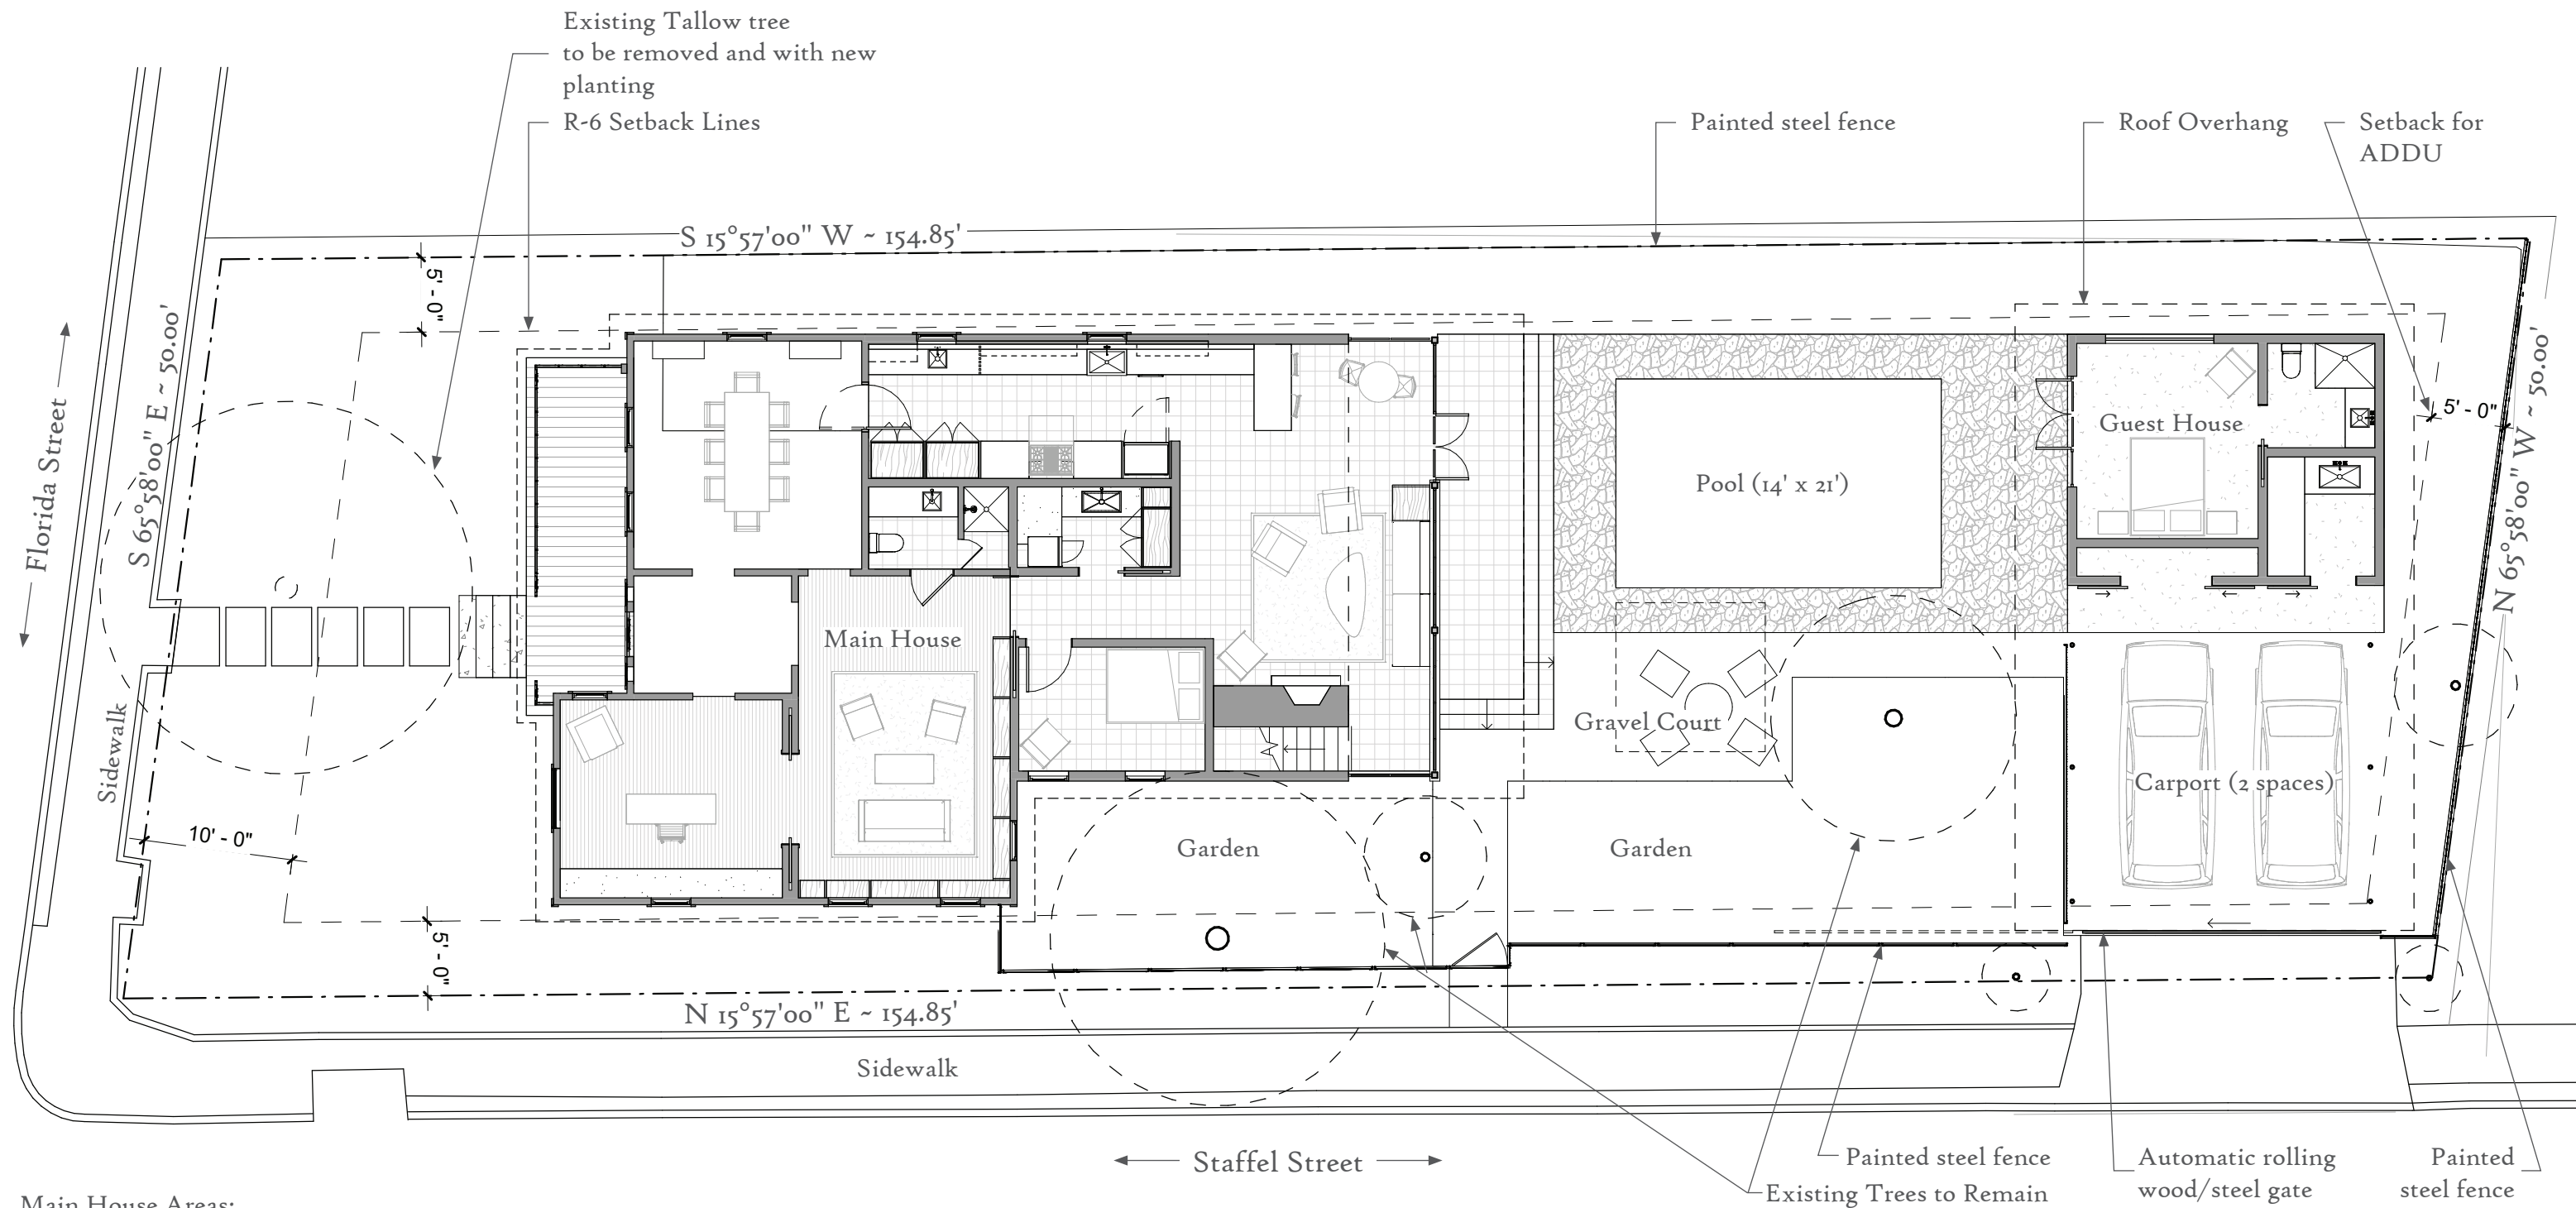 Existing Tallow tree
to be removed and with new
planting
R-6 Setback Lines
Painted steel fence
Roof Overhang
Setback for
ADDU
S 15°57'00" W ~ 154.85'
5' - 0"
S 65°58'00" E ~ 50.00'
Florida Street
Sidewalk
10' - 0"
5' - 0"
Main House
Pool (14' x 21')
Guest House
5' - 0"
N 65°58'00" W ~ 50.00'
Gravel Court
Carport (2 spaces)
Garden
Garden
N 15°57'00" E ~ 154.85'
Sidewalk
Staffel Street
Painted steel fence
Existing Trees to Remain
Automatic rolling
wood/steel gate
Painted
steel fence
Main House Areas: